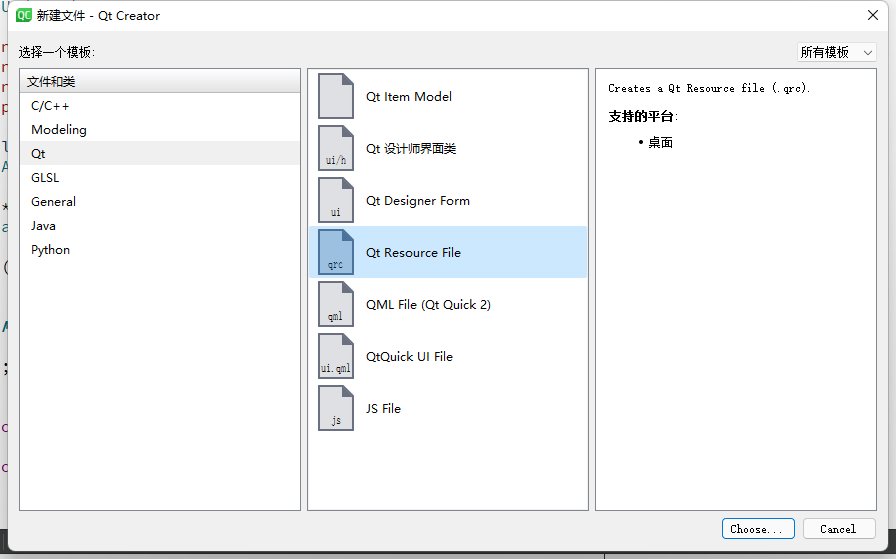 QC 新建文件 - Qt Creator
选择一个模板:
所有模板
文件和类
C/C++
Modeling
Qt
GLSL
General
Java
Python
Qt Item Model
ui/h
Qt 设计师界面类
ui
Qt Designer Form
qrc
Qt Resource File
qml
QML File (Qt Quick 2)
ui.qml
QtQuick UI File
js
JS File
Creates a Qt Resource file (.qrc).
支持的平台:
• 桌面
Choose...
Cancel